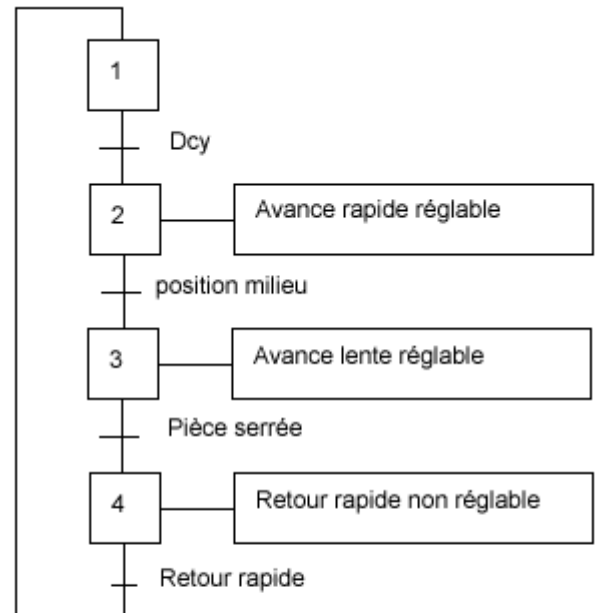 1
Dcy
2
Avance rapide réglable
position milieu
3
Avance lente réglable
Pièce serrée
4
Retour rapide non réglable
Retour rapide